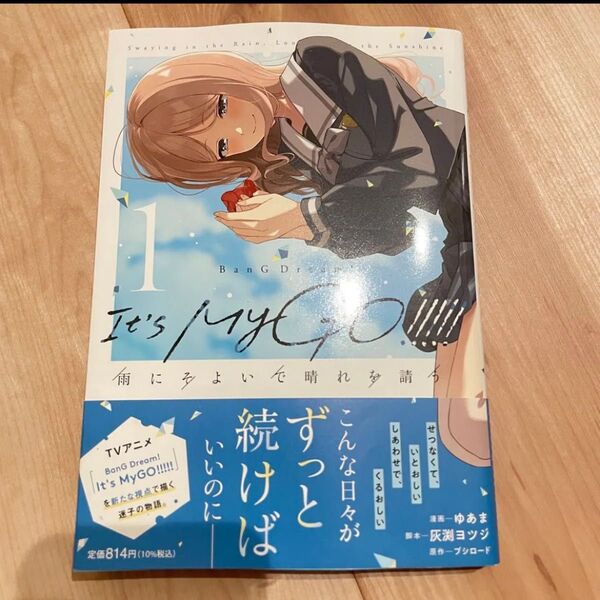 Swaying in the Rain, the Sunshine
1
BanG Dream!
It's MyGO!!!!!
雨にそよいで晴れを請う
こんな日々が
ずっと
続けば
いいのに——
せつなくて、
いとおしい
しあわせで、
くるおしい
TVアニメ
BanG Dream!
「It's MyGO!!!!!」
を新たな視点で描く
迷子の物語。
漫画—ゆあま
脚本—灰渕ヨツジ
原作—ブシロード
定価814円(10%税込)